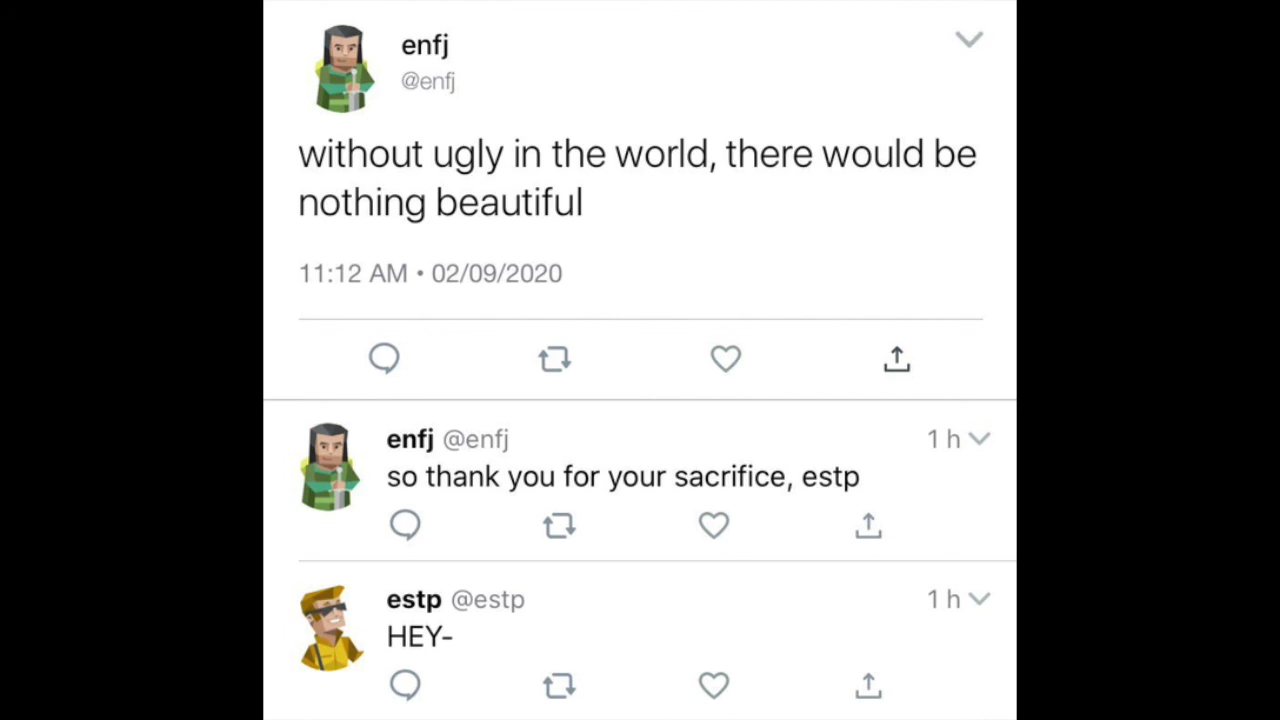 enfj
@enfj
without ugly in the world, there would be
nothing beautiful
11:12 AM • 02/09/2020
enfj @enfj 1 h
so thank you for your sacrifice, estp
estp @estp 1 h
HEY-